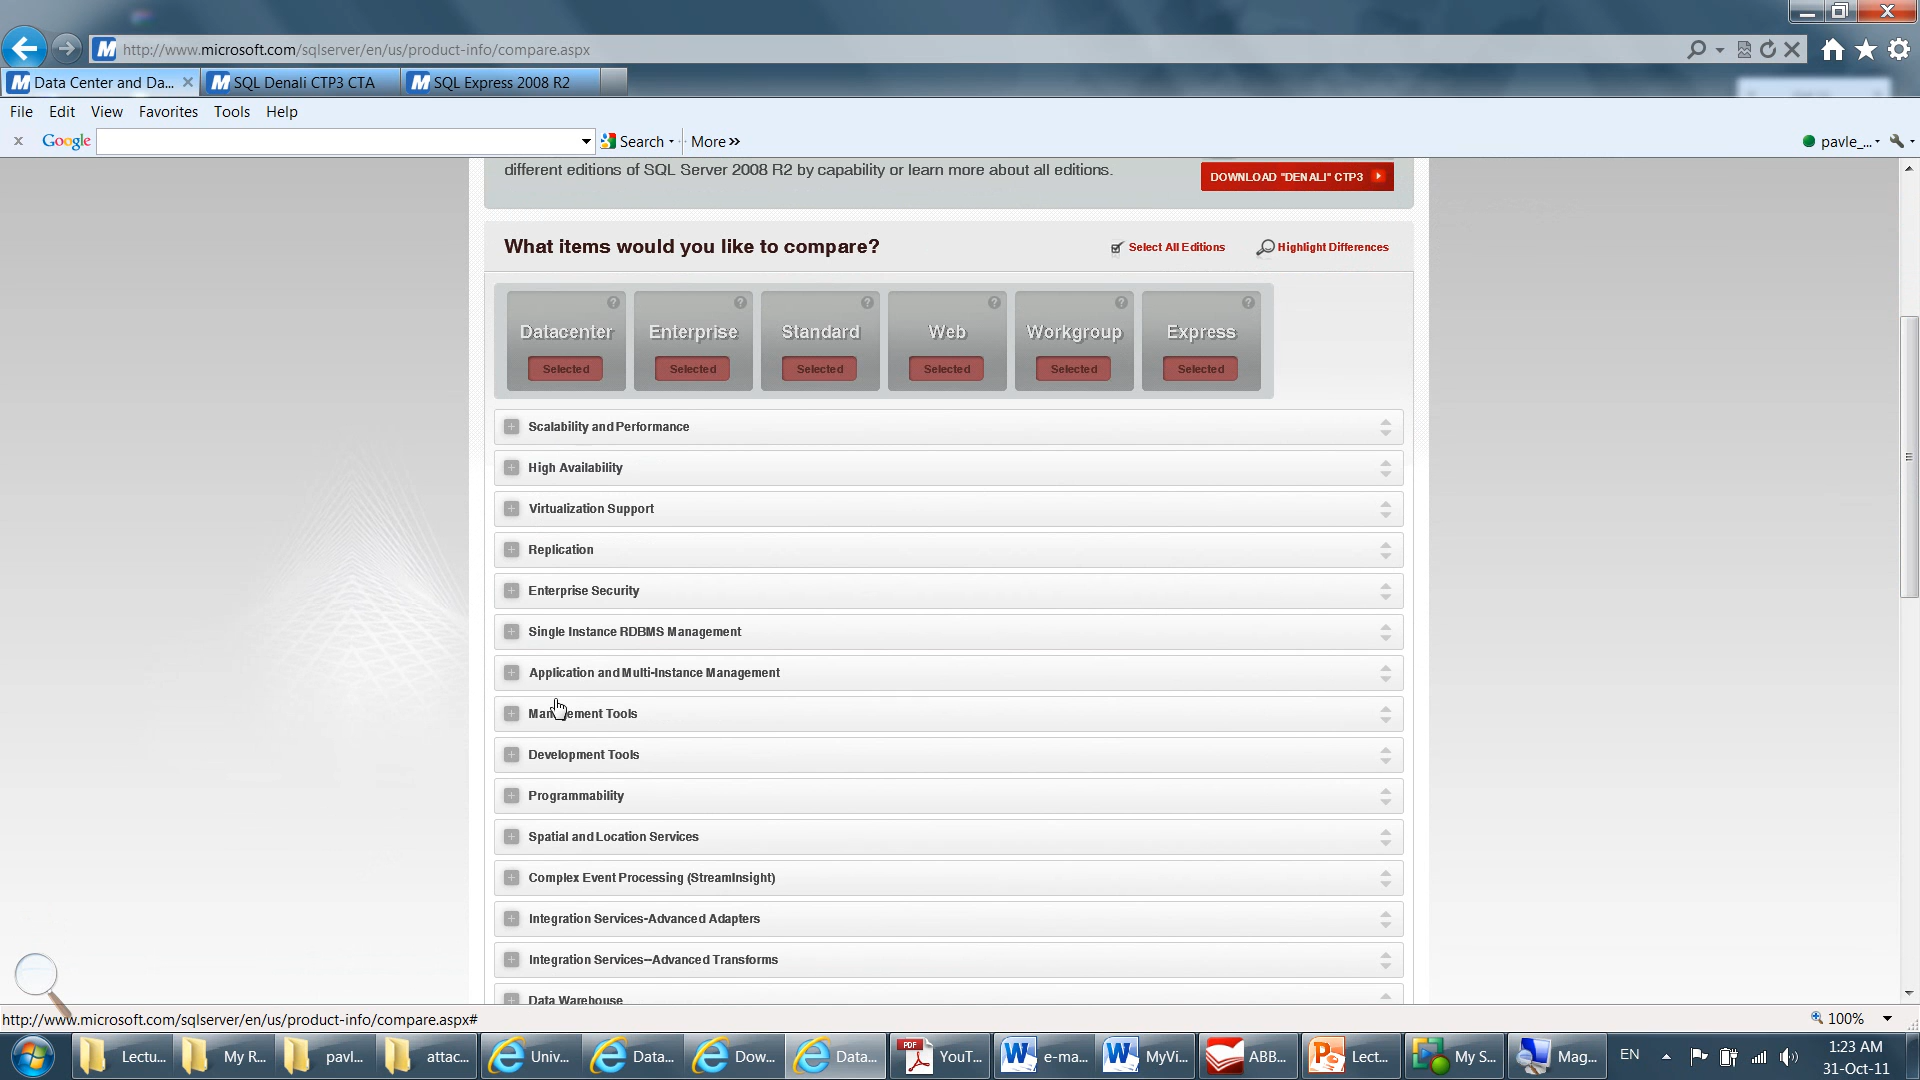 http://www.microsoft.com/sqlserver/en/us/product-info/compare.aspx
Data Center and Da...
SQL Denali CTP3 CTA
SQL Express 2008 R2
File Edit View Favorites Tools Help
x Google Search More »
pavle_...
different editions of SQL Server 2008 R2 by capability or learn more about all editions.
DOWNLOAD "DENALI" CTP3
What items would you like to compare?
Select All Editions
Highlight Differences
Datacenter Enterprise Standard Web Workgroup Express
Selected Selected Selected Selected Selected Selected
Scalability and Performance
High Availability
Virtualization Support
Replication
Enterprise Security
Single Instance RDBMS Management
Application and Multi-Instance Management
Management Tools
Development Tools
Programmability
Spatial and Location Services
Complex Event Processing (StreamInsight)
Integration Services-Advanced Adapters
Integration Services--Advanced Transforms
Data Warehouse
http://www.microsoft.com/sqlserver/en/us/product-info/compare.aspx#
100%
Lectu... My R... pavl... attac... Univ... Data... Dow... Data... YouT... e-ma... MyVi... ABB... Lect... My S... Mag... EN
1:23 AM
31-Oct-11